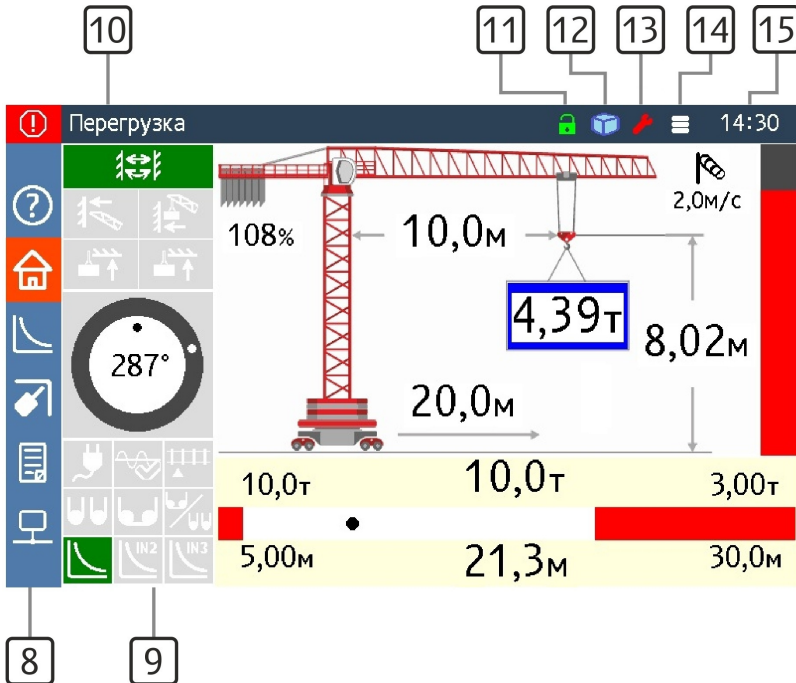 10 11 12 13 14 15
Перегрузка 14:30
2,0м/с
108% 10,0м
4,39т
8,02м
287°
20,0м
10,0т 10,0т 3,00т
5,00м 21,3м 30,0м
IN2 IN3
8 9